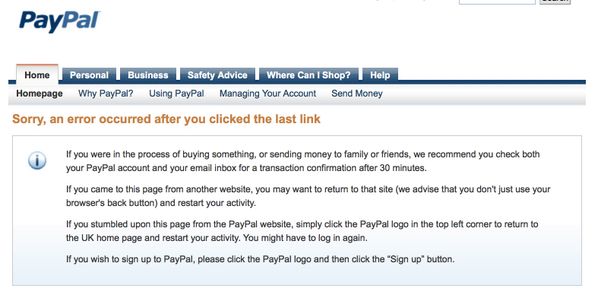 Search
PayPal
Home Personal Business Safety Advice Where Can I Shop? Help
Homepage Why PayPal? Using PayPal Managing Your Account Send Money
Sorry, an error occurred after you clicked the last link
If you were in the process of buying something, or sending money to family or friends, we recommend you check both
your PayPal account and your email inbox for a transaction confirmation after 30 minutes.
If you came to this page from another website, you may want to return to that site (we advise that you don't just use your
browser's back button) and restart your activity.
If you stumbled upon this page from the PayPal website, simply click the PayPal logo in the top left corner to return to
the UK home page and restart your activity. You might have to log in again.
If you wish to sign up to PayPal, please click the PayPal logo and then click the "Sign up" button.